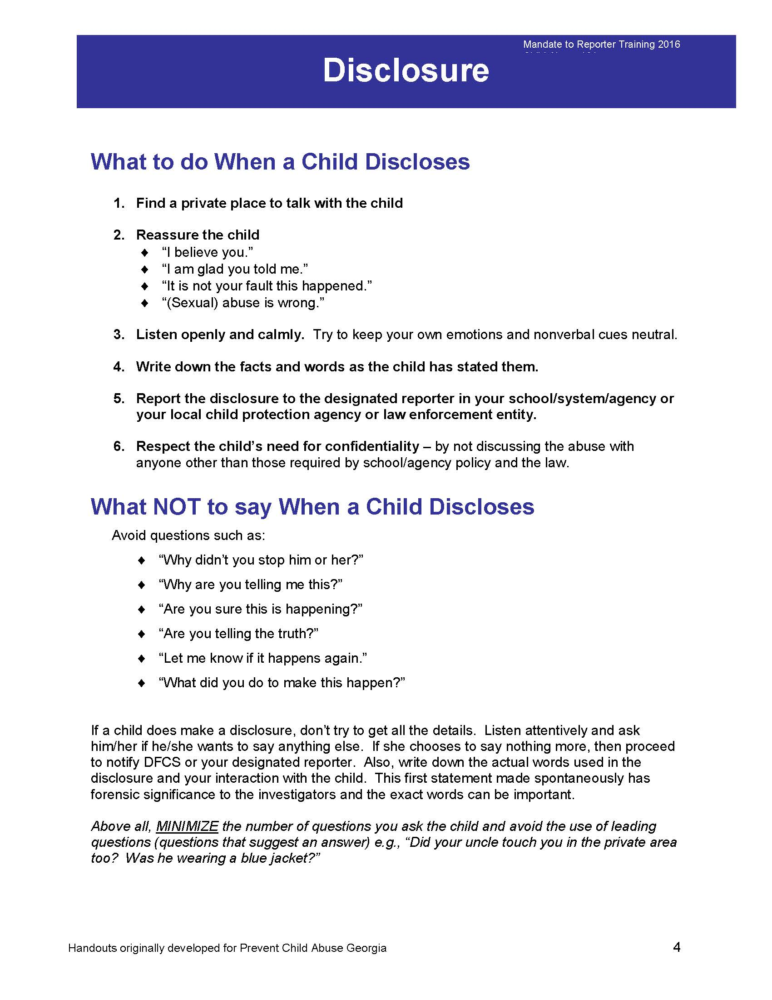 Mandate to Reporter Training 2016
Disclosure
What to do When a Child Discloses
1. Find a private place to talk with the child
2. Reassure the child
♦ “I believe you.”
♦ “I am glad you told me.”
♦ “It is not your fault this happened.”
♦ “(Sexual) abuse is wrong.”
3. Listen openly and calmly. Try to keep your own emotions and nonverbal cues neutral.
4. Write down the facts and words as the child has stated them.
5. Report the disclosure to the designated reporter in your school/system/agency or
your local child protection agency or law enforcement entity.
6. Respect the child’s need for confidentiality – by not discussing the abuse with
anyone other than those required by school/agency policy and the law.
What NOT to say When a Child Discloses
Avoid questions such as:
♦ “Why didn’t you stop him or her?”
♦ “Why are you telling me this?”
♦ “Are you sure this is happening?”
♦ “Are you telling the truth?”
♦ “Let me know if it happens again.”
♦ “What did you do to make this happen?”
If a child does make a disclosure, don’t try to get all the details. Listen attentively and ask
him/her if he/she wants to say anything else. If she chooses to say nothing more, then proceed
to notify DFCS or your designated reporter. Also, write down the actual words used in the
disclosure and your interaction with the child. This first statement made spontaneously has
forensic significance to the investigators and the exact words can be important.
Above all, MINIMIZE the number of questions you ask the child and avoid the use of leading
questions (questions that suggest an answer) e.g., “Did your uncle touch you in the private area
too? Was he wearing a blue jacket?”
Handouts originally developed for Prevent Child Abuse Georgia
4